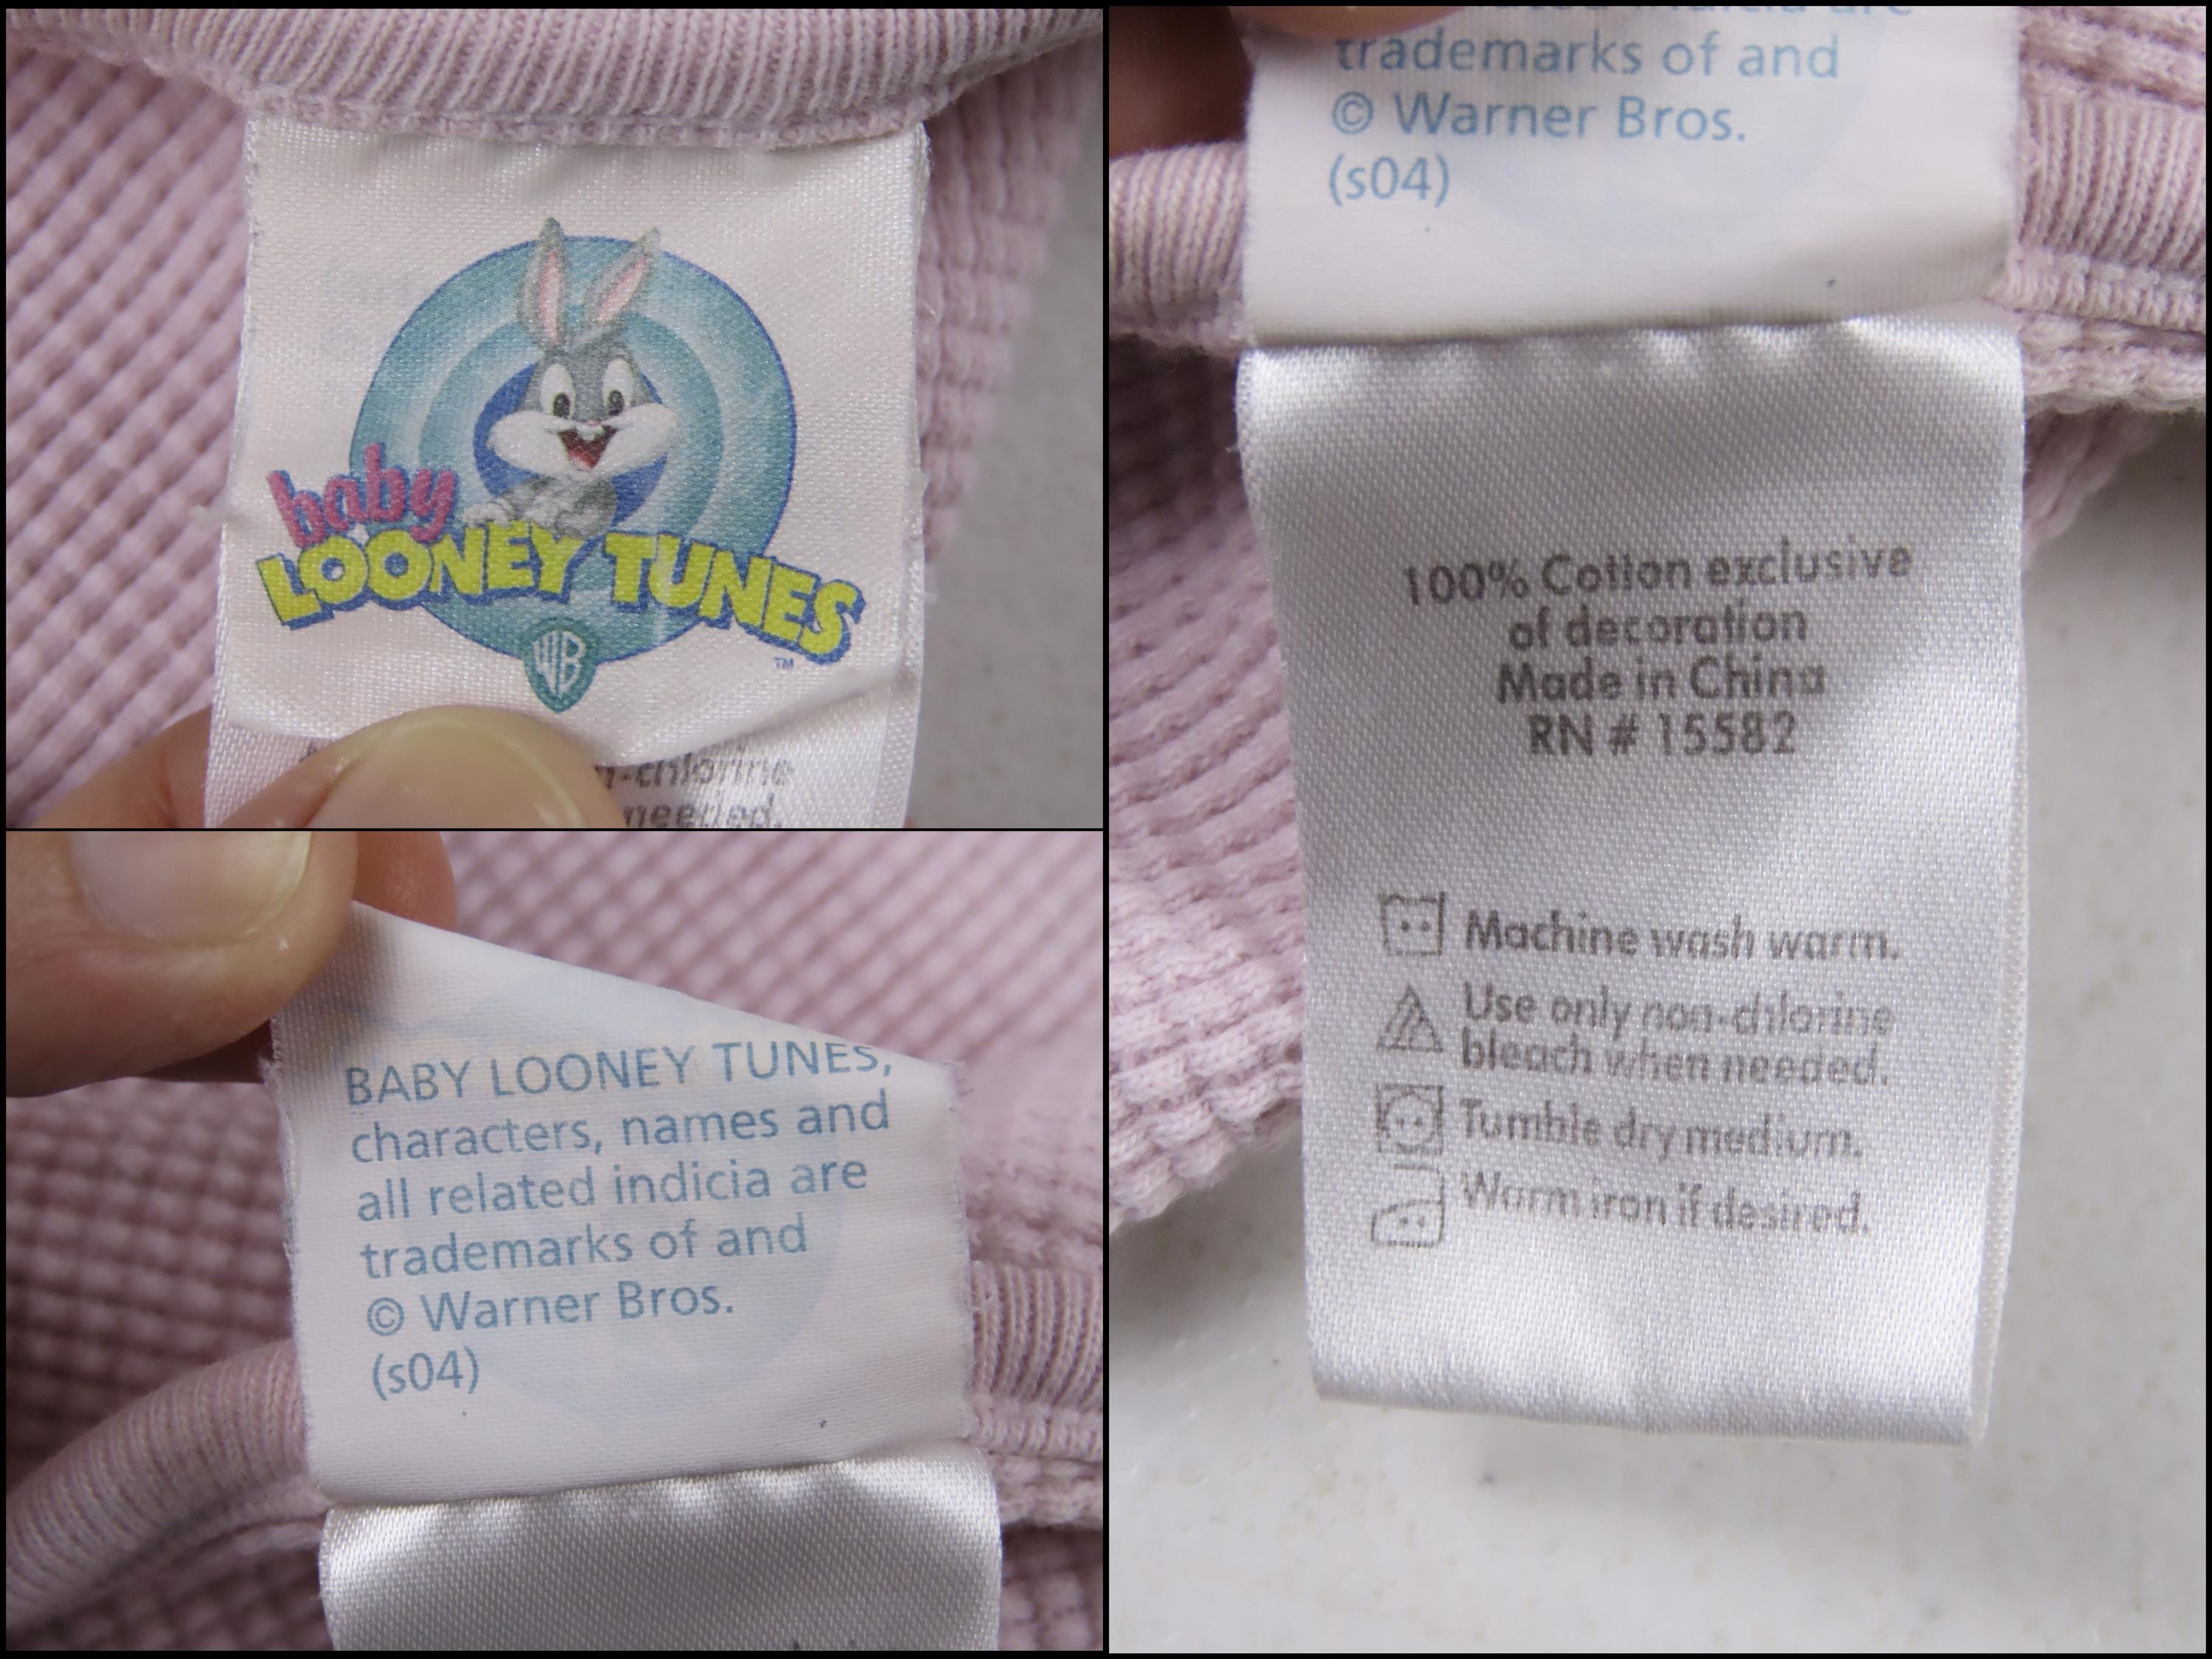 baby
LOONEY TUNES
WB
TM
n-chlorine
needed.
BABY LOONEY TUNES,
characters, names and
all related indicia are
trademarks of and
© Warner Bros.
(s04)
trademarks of and
© Warner Bros.
(s04)
100% Cotton exclusive
of decoration
Made in China
RN # 15582
Machine wash warm.
Use only non-chlorine
bleach when needed.
Tumble dry medium.
Warm iron if desired.